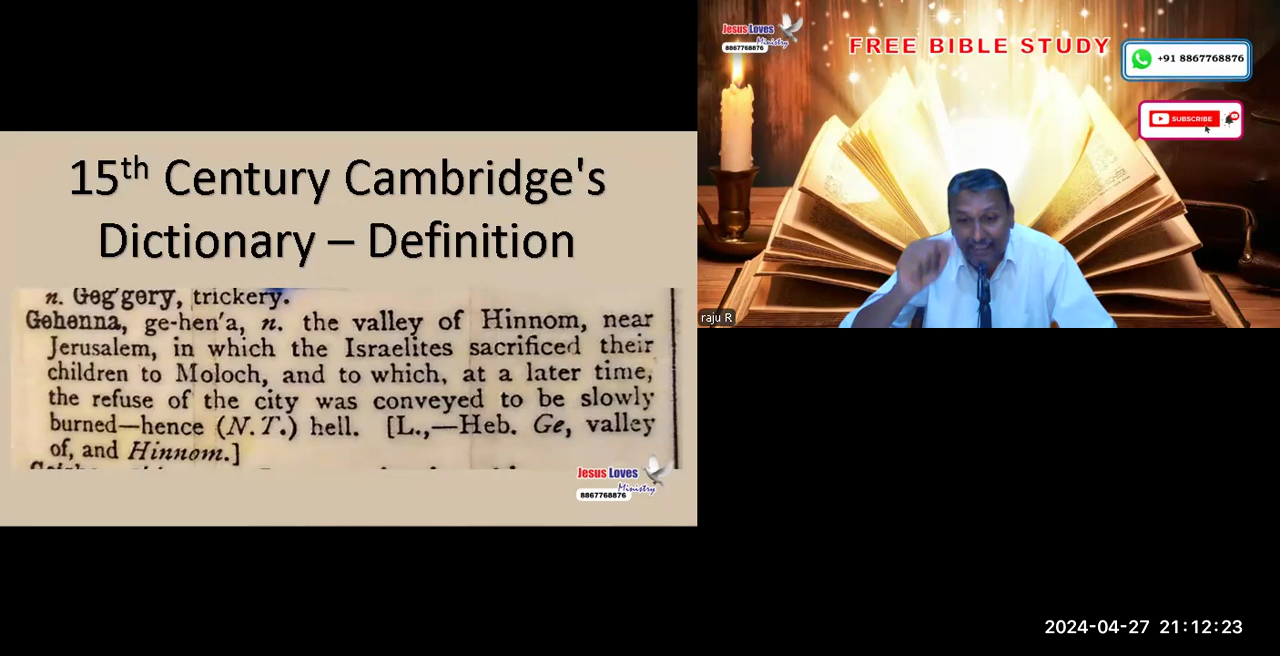 15th Century Cambridge's
Dictionary – Definition
n. Geg'gery, trickery.
Gehenna, ge-hen'a, n. the valley of Hinnom, near
Jerusalem, in which the Israelites sacrificed their
children to Moloch, and to which, at a later time,
the refuse of the city was conveyed to be slowly
burned—hence (N.T.) hell. [L.,—Heb. Ge, valley
of, and Hinnom.]
Jesus Loves
Ministry
8867768876
Jesus Loves
Ministry
8867768876
FREE BIBLE STUDY
+91 8867768876
SUBSCRIBE
raju R
2024-04-27 21:12:23